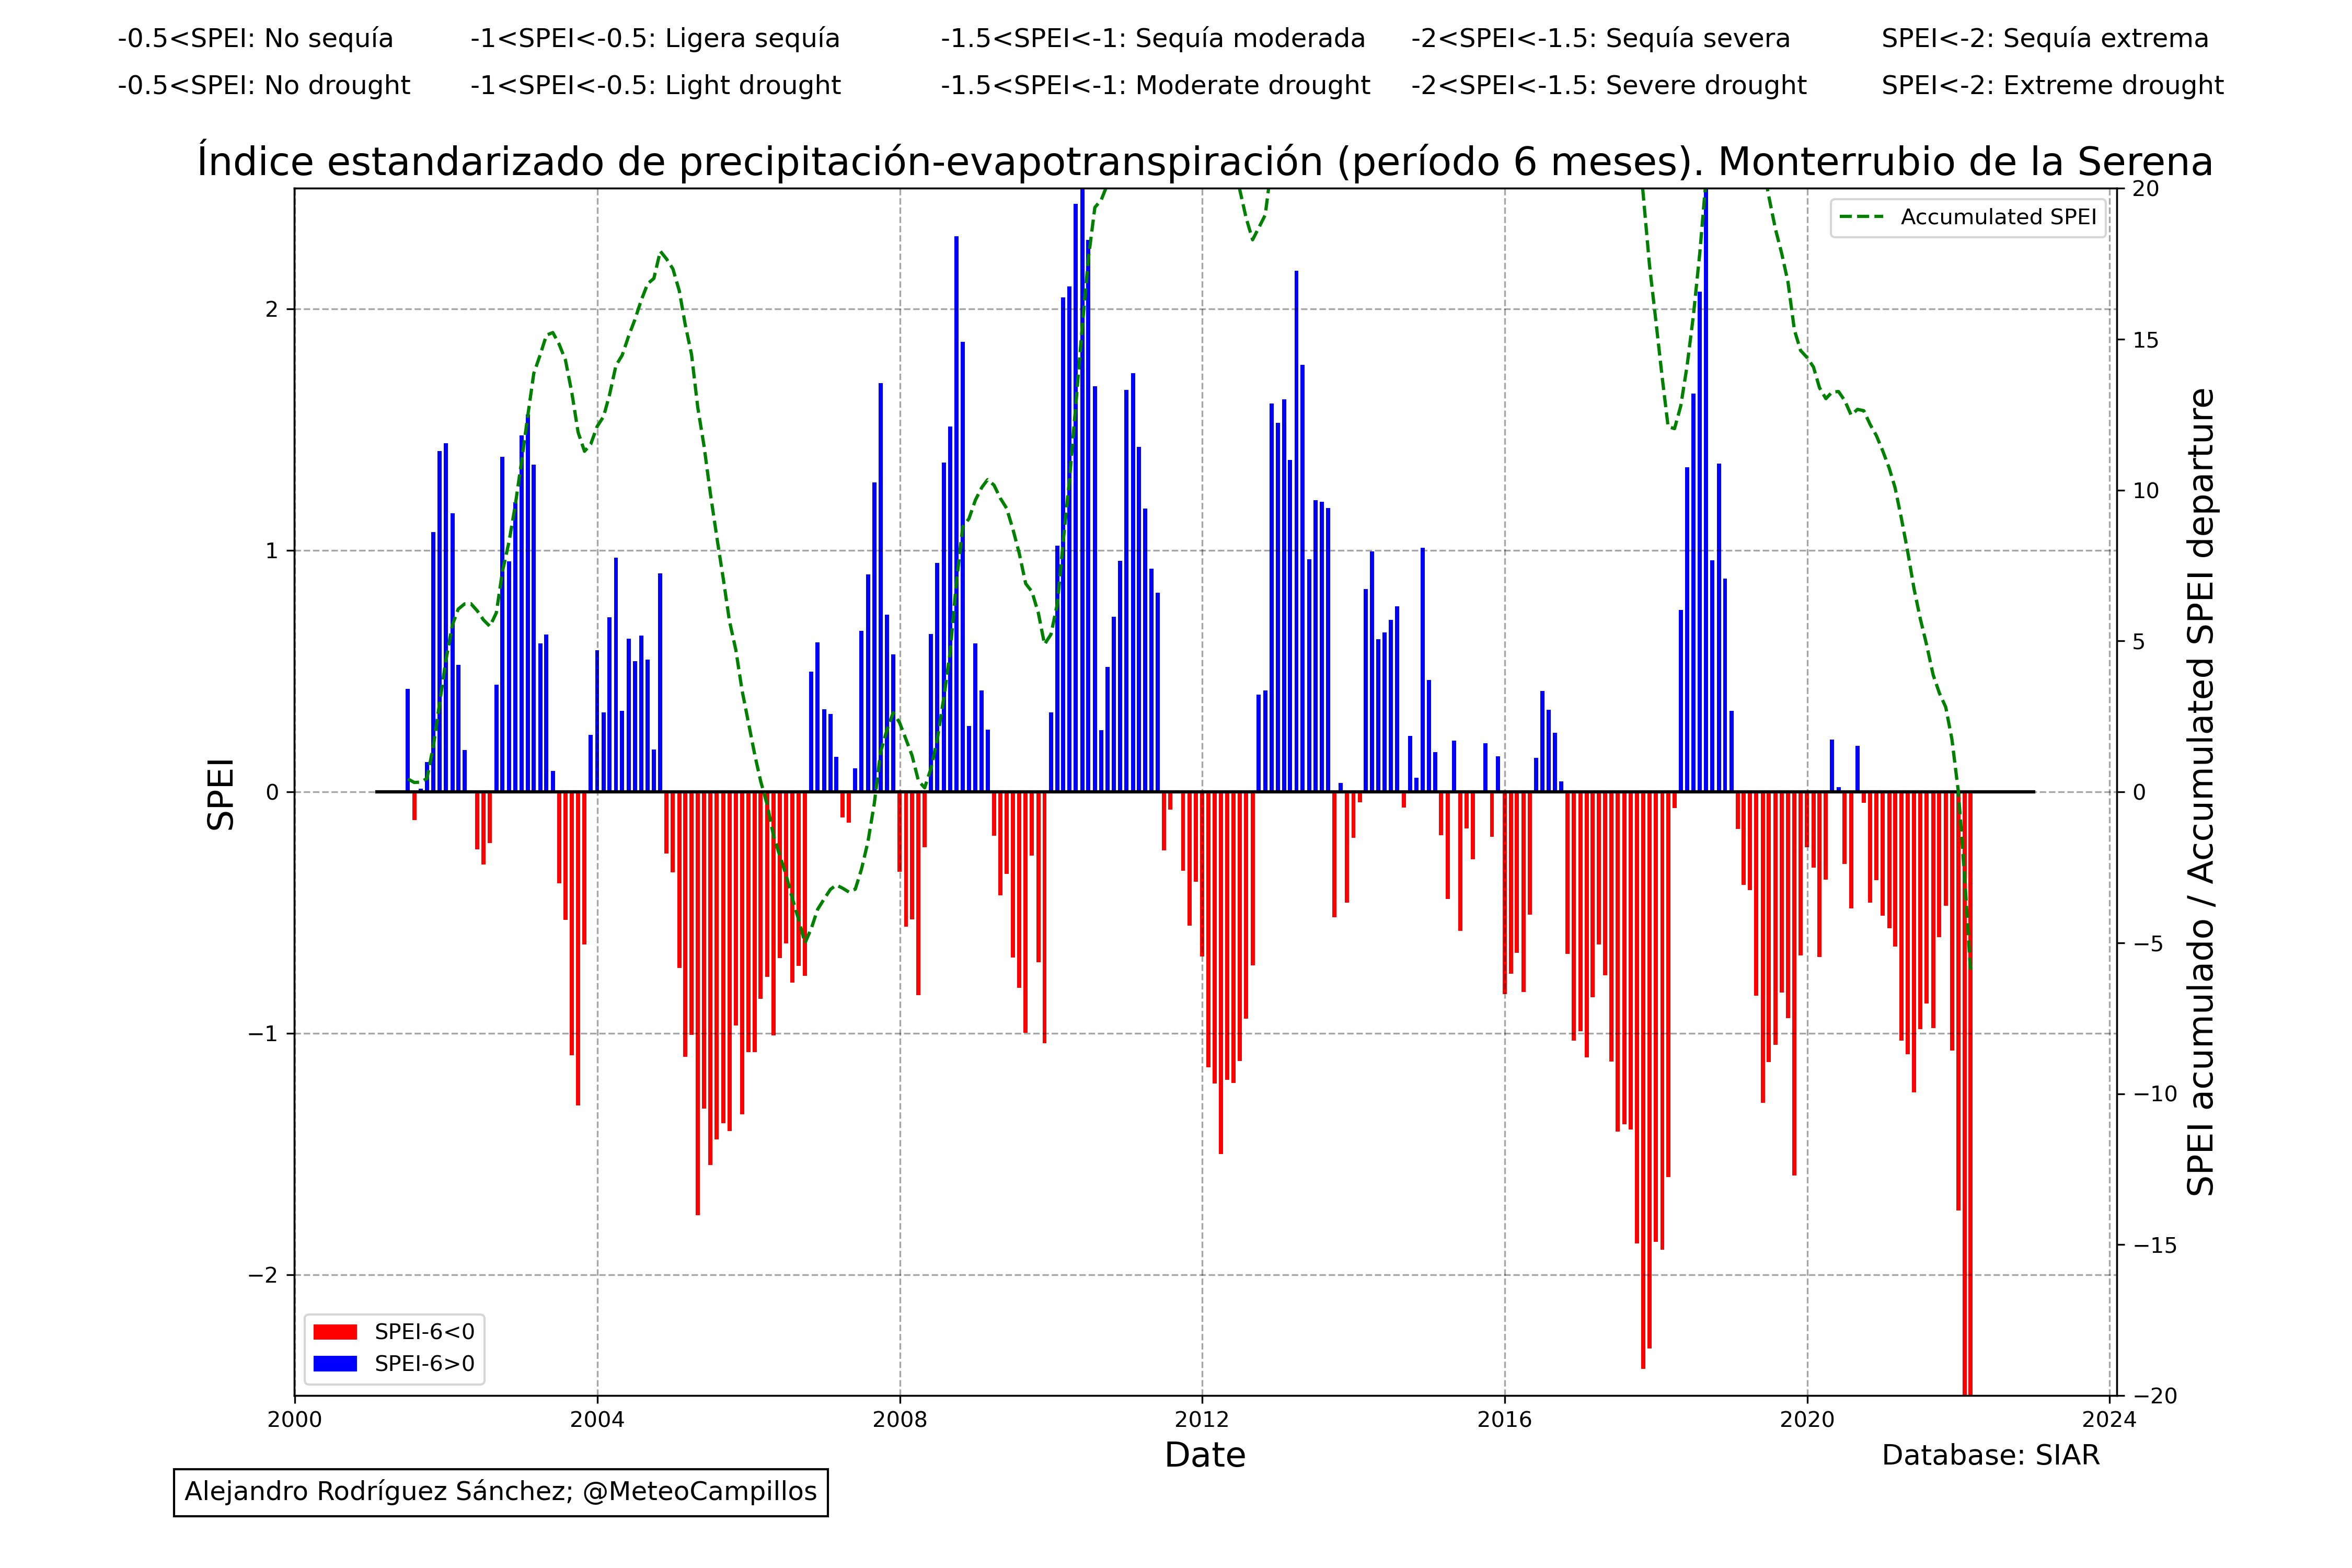 -0.5<SPEI: No sequía -1<SPEI<-0.5: Ligera sequía -1.5<SPEI<-1: Sequía moderada -2<SPEI<-1.5: Sequía severa SPEI<-2: Sequía extrema
-0.5<SPEI: No drought -1<SPEI<-0.5: Light drought -1.5<SPEI<-1: Moderate drought -2<SPEI<-1.5: Severe drought SPEI<-2: Extreme drought
Índice estandarizado de precipitación-evapotranspiración (período 6 meses). Monterrubio de la Serena
Accumulated SPEI
2
1
0
−1
−2
SPEI
20
15
10
5
0
−5
−10
−15
−20
SPEI acumulado / Accumulated SPEI departure
SPEI-6<0
SPEI-6>0
2000 2004 2008 2012 2016 2020 2024
Date
Database: SIAR
Alejandro Rodríguez Sánchez; @MeteoCampillos